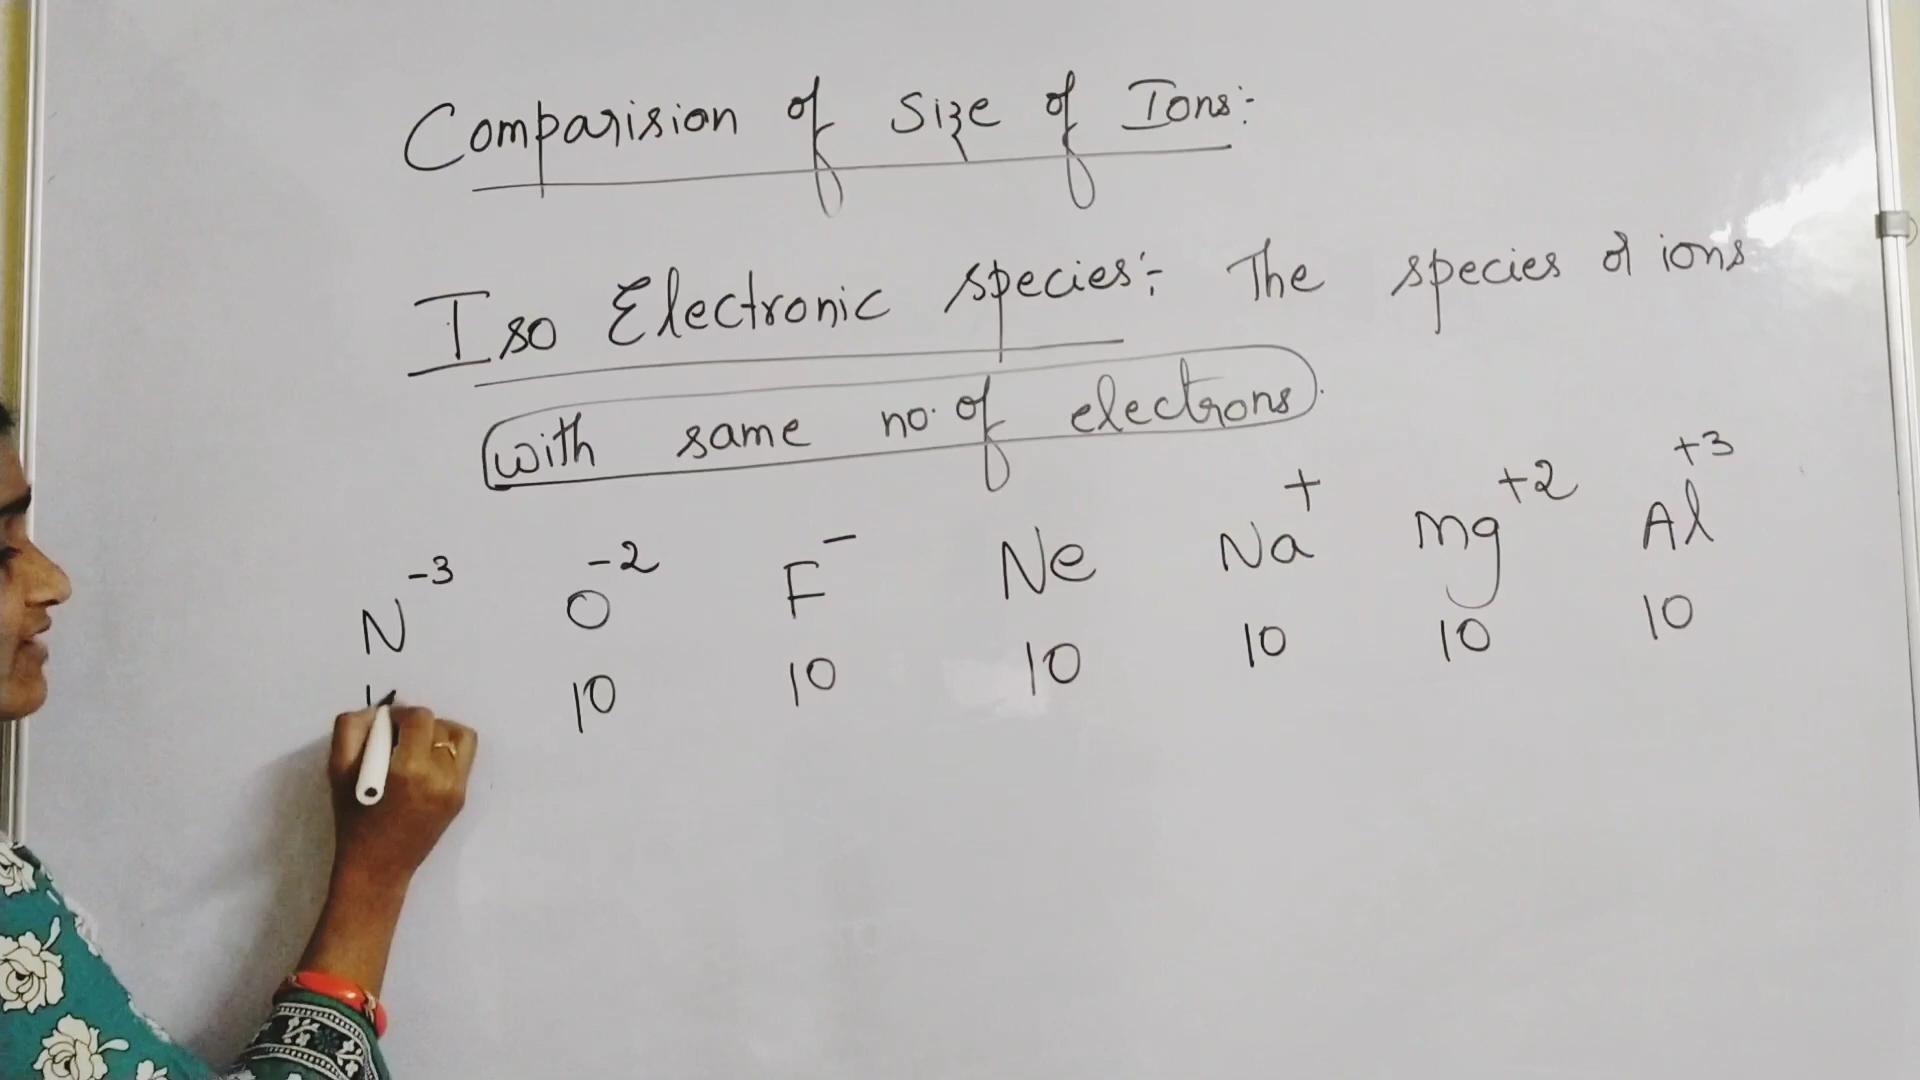 Comparision of Size of Ions:-
Iso Electronic species:- The species or ions
with same no. of electrons.
N-3 O-2 F- Ne Na+ Mg+2 Al+3
10 10 10 10 10 10